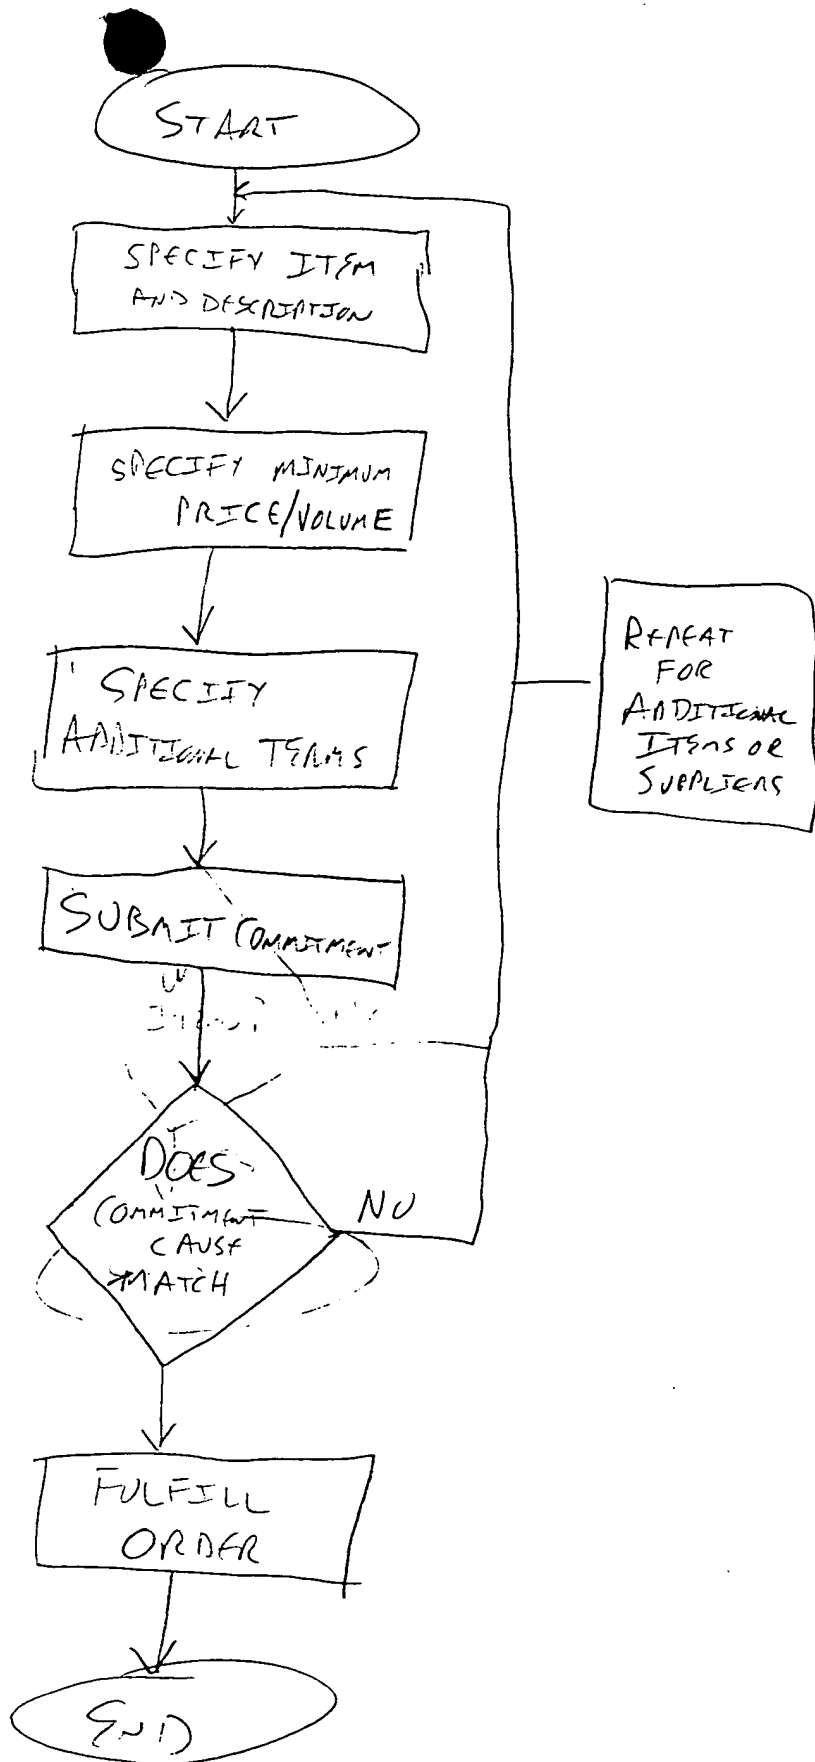 START
SPECIFY ITEM
AND DESCRIPTION
SPECIFY MINIMUM
PRICE/VOLUME
SPECIFY
ADDITIONAL TERMS
REPEAT
FOR
ADDITIONAL
ITEMS OR
SUPPLIERS
SUBMIT COMMITMENT
DOES
COMMITMENT
CAUSE
MATCH
NO
FULFILL
ORDER
END